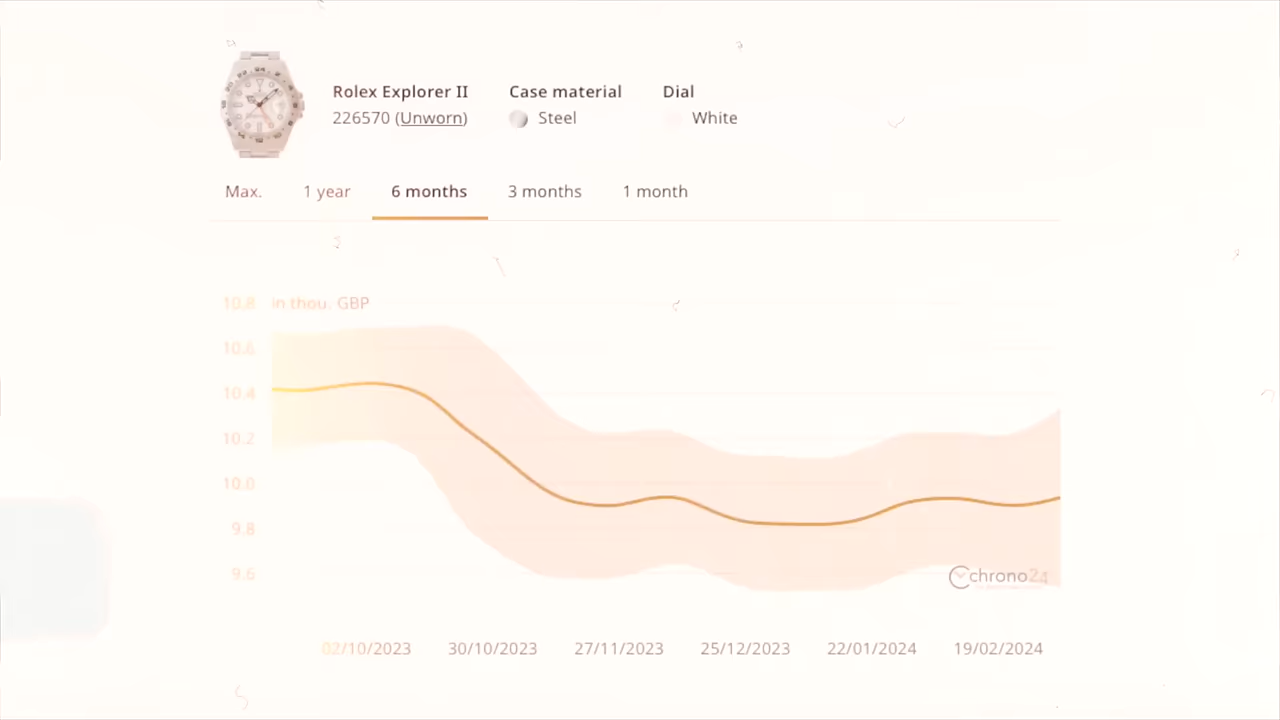 Rolex Explorer II
226570 (Unworn)
Case material
Steel
Dial
White
Max. 1 year 6 months 3 months 1 month
in thou. GBP
10.8
10.6
10.4
10.2
10.0
9.8
9.6
chrono24
02/10/2023 30/10/2023 27/11/2023 25/12/2023 22/01/2024 19/02/2024